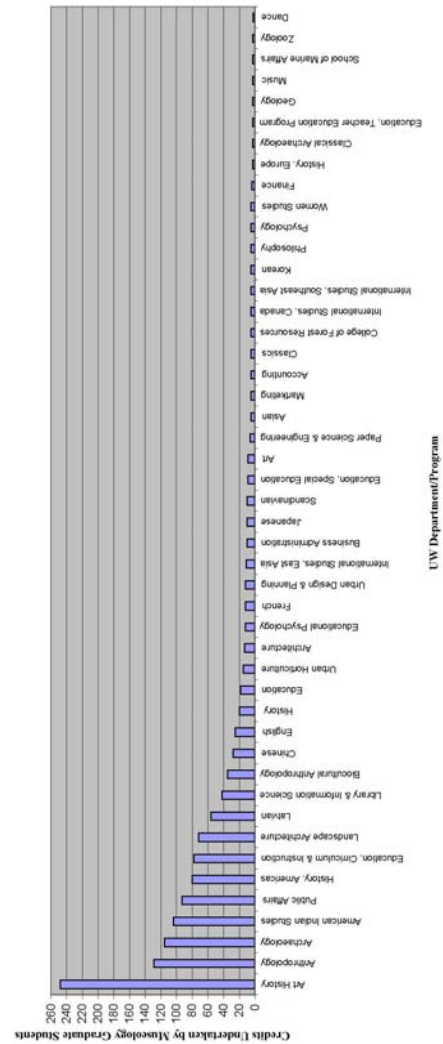 Credits Undertaken by Museology Graduate Students
260
240
220
200
180
160
140
120
100
80
60
40
20
0
Art History
Anthropology
Archaeology
American Indian Studies
Public Affairs
History, Americas
Education, Cirriculum & Instruction
Landscape Architecture
Latvian
Library & Information Science
Biocultural Anthropology
Chinese
English
History
Education
Urban Horticulture
Architecture
Educational Psychology
French
Urban Design & Planning
International Studies, East Asia
Business Administration
Japanese
Scandinavian
Education, Special Education
Art
Paper Science & Engineering
Asian
Marketing
Accounting
Classics
College of Forest Resources
International Studies, Canada
International Studies, Southeast Asia
Korean
Philosophy
Psychology
Women Studies
Finance
History, Europe
Classical Archaeology
Education, Teacher Education Program
Geology
Music
School of Marine Affairs
Zoology
Dance
UW Department/Program